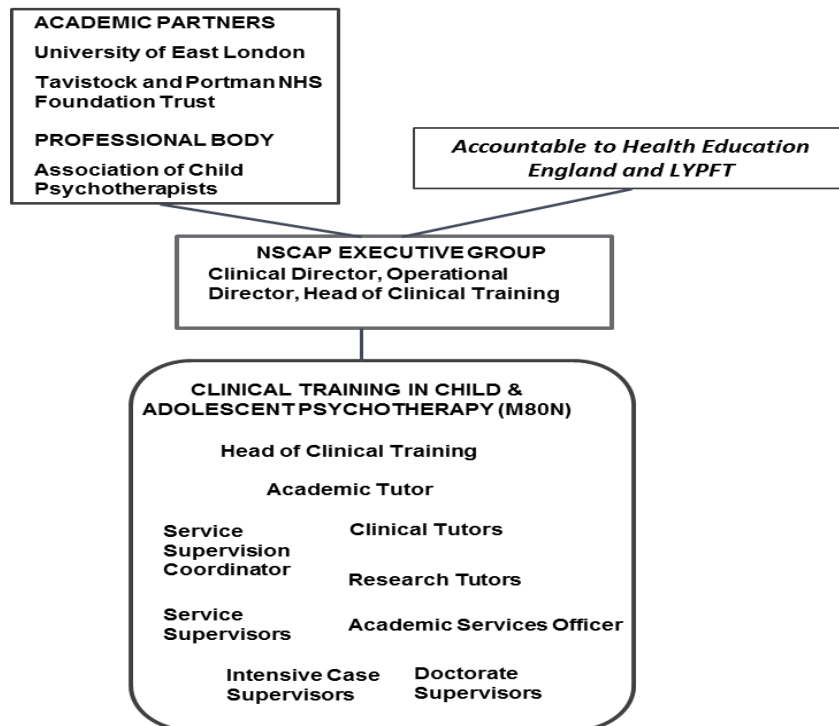 ACADEMIC PARTNERS
University of East London
Tavistock and Portman NHS
Foundation Trust
PROFESSIONAL BODY
Association of Child
Psychotherapists
Accountable to Health Education
England and LYPFT
NSCAP EXECUTIVE GROUP
Clinical Director, Operational
Director, Head of Clinical Training
CLINICAL TRAINING IN CHILD &
ADOLESCENT PSYCHOTHERAPY (M80N)
Head of Clinical Training
Academic Tutor
Service
Supervision
Coordinator
Clinical Tutors
Research Tutors
Service
Supervisors
Academic Services Officer
Intensive Case
Supervisors
Doctorate
Supervisors